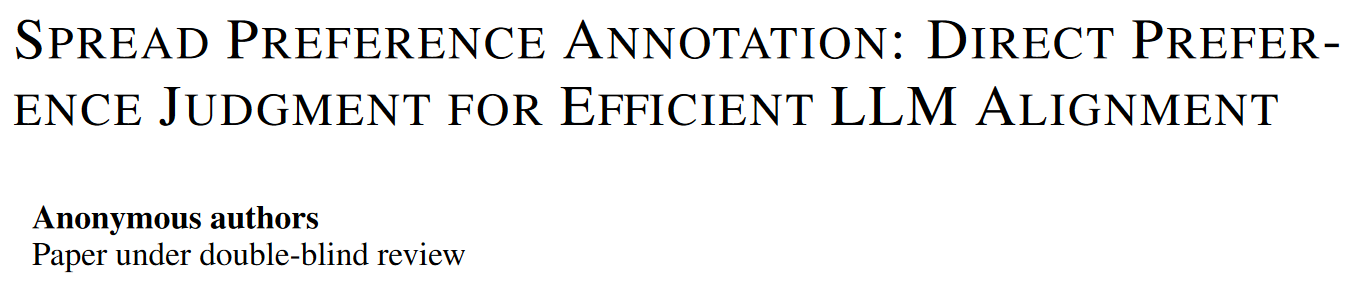 SPREAD PREFERENCE ANNOTATION: DIRECT PREFER-
ENCE JUDGMENT FOR EFFICIENT LLM ALIGNMENT
Anonymous authors
Paper under double-blind review